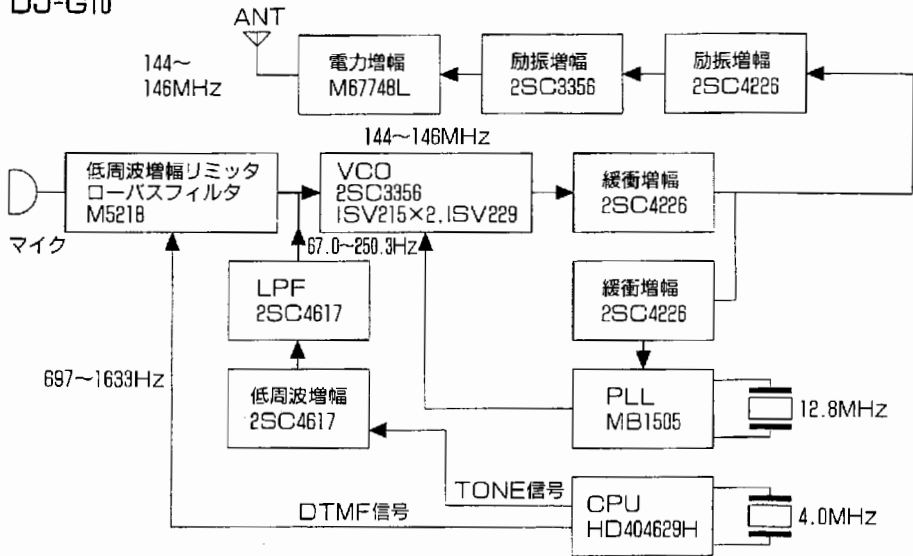 DJ-G10
ANT
144～
146MHz
電力増幅
M67748L
励振増幅
2SC3356
励振増幅
2SC4226
144～146MHz
低周波増幅リミッタ
ローパスフィルタ
M5218
マイク
VCO
2SC3356
ISV215×2.ISV229
緩衝増幅
2SC4226
67.0～250.3Hz
LPF
2SC4617
緩衝増幅
2SC4226
697～1633Hz
低周波増幅
2SC4617
PLL
MB1505
12.8MHz
TONE信号
DTMF信号
CPU
HD404629H
4.0MHz